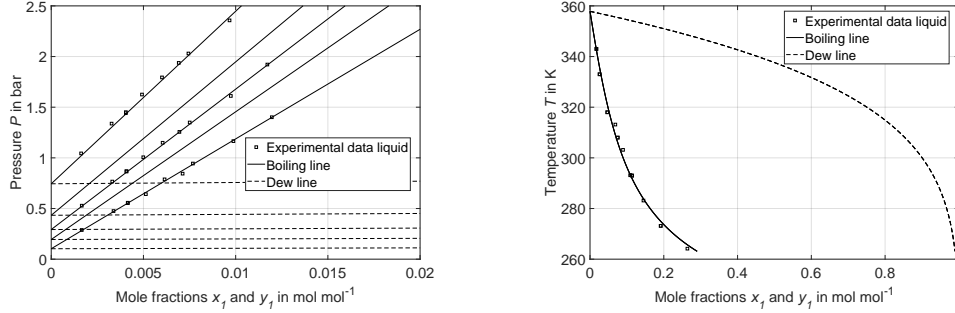 2.5
2
1.5
1
0.5
0
0
0.005
0.01
0.015
0.02
Pressure P in bar
Mole fractions x1 and y1 in mol mol-1
Experimental data liquid
Boiling line
Dew line
360
340
320
300
280
260
0
0.2
0.4
0.6
0.8
Temperature T in K
Mole fractions x1 and y1 in mol mol-1
Experimental data liquid
Boiling line
Dew line